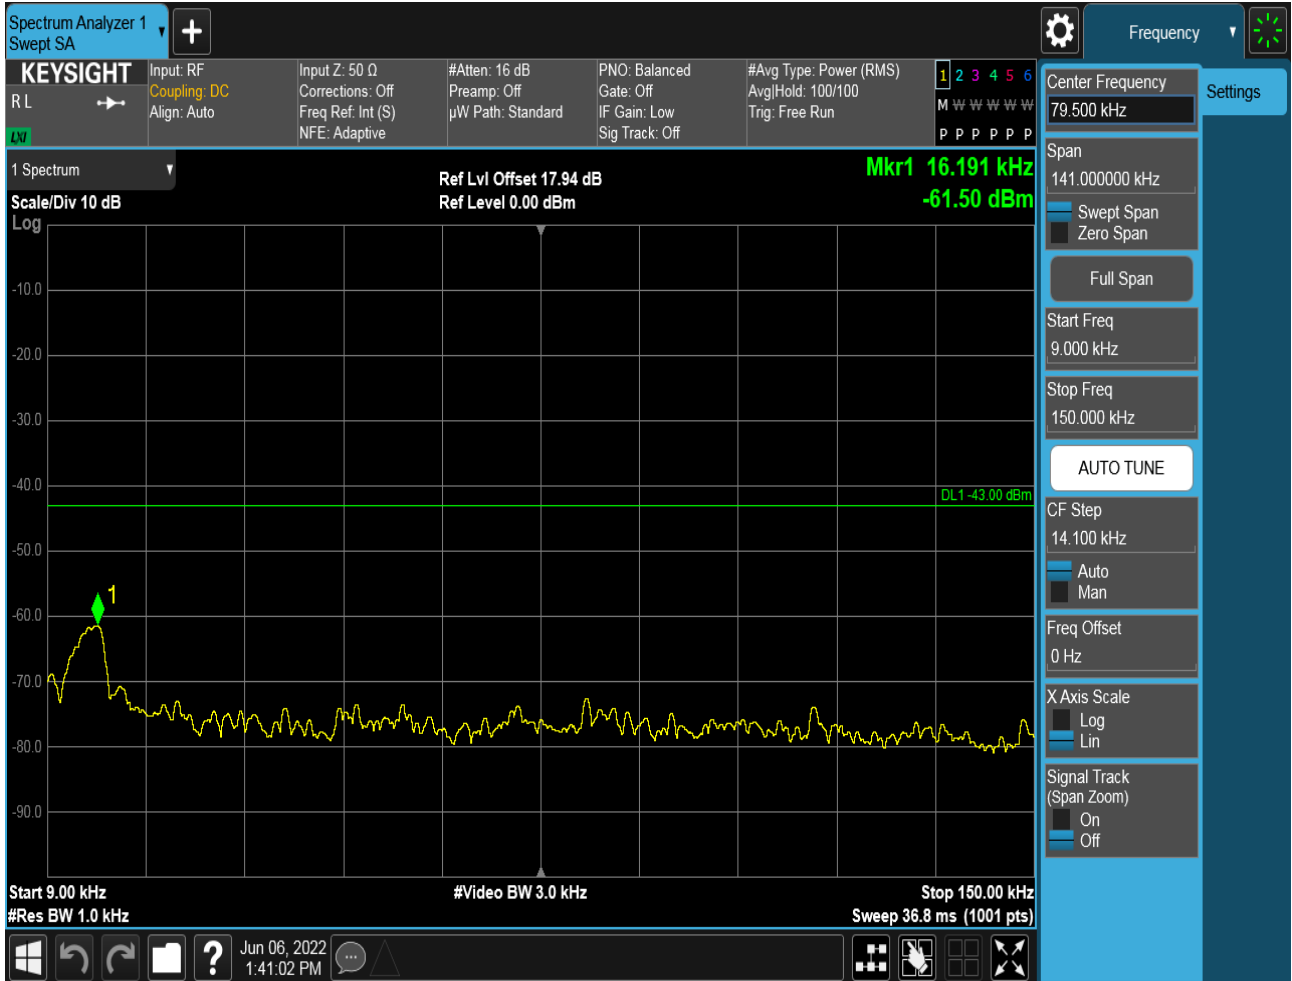 Spectrum Analyzer 1
Swept SA
Frequency
KEYSIGHT
R L
LXI
Input: RF
Coupling: DC
Align: Auto
Input Z: 50 Ω
Corrections: Off
Freq Ref: Int (S)
NFE: Adaptive
#Atten: 16 dB
Preamp: Off
µW Path: Standard
PNO: Balanced
Gate: Off
IF Gain: Low
Sig Track: Off
#Avg Type: Power (RMS)
Avg|Hold: 100/100
Trig: Free Run
1 2 3 4 5 6
M W W W W W
P P P P P P
1 Spectrum
Scale/Div 10 dB
Log
Ref Lvl Offset 17.94 dB
Ref Level 0.00 dBm
Mkr1 16.191 kHz
-61.50 dBm
-10.0
-20.0
-30.0
-40.0
DL1 -43.00 dBm
-50.0
1
-60.0
-70.0
-80.0
-90.0
Start 9.00 kHz
#Video BW 3.0 kHz
Stop 150.00 kHz
#Res BW 1.0 kHz
Sweep 36.8 ms (1001 pts)
Center Frequency
79.500 kHz
Settings
Span
141.000000 kHz
Swept Span
Zero Span
Full Span
Start Freq
9.000 kHz
Stop Freq
150.000 kHz
AUTO TUNE
CF Step
14.100 kHz
Auto
Man
Freq Offset
0 Hz
X Axis Scale
Log
Lin
Signal Track
(Span Zoom)
On
Off
?
Jun 06, 2022
1:41:02 PM